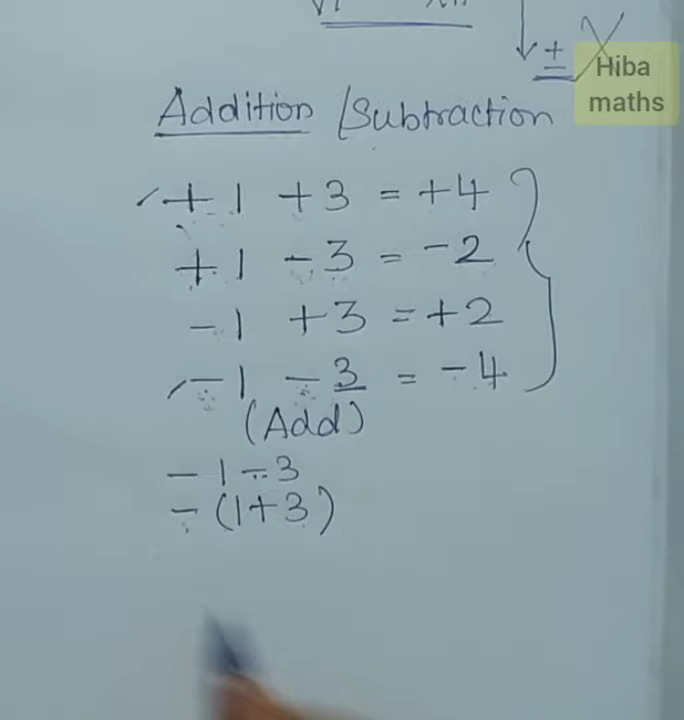 ±
Hiba
maths
Addition /Subtraction
+1 +3 = +4
+1 -3 = -2
-1 +3 = +2
-1 -3 = -4
(Add)
-1-3
-(1+3)